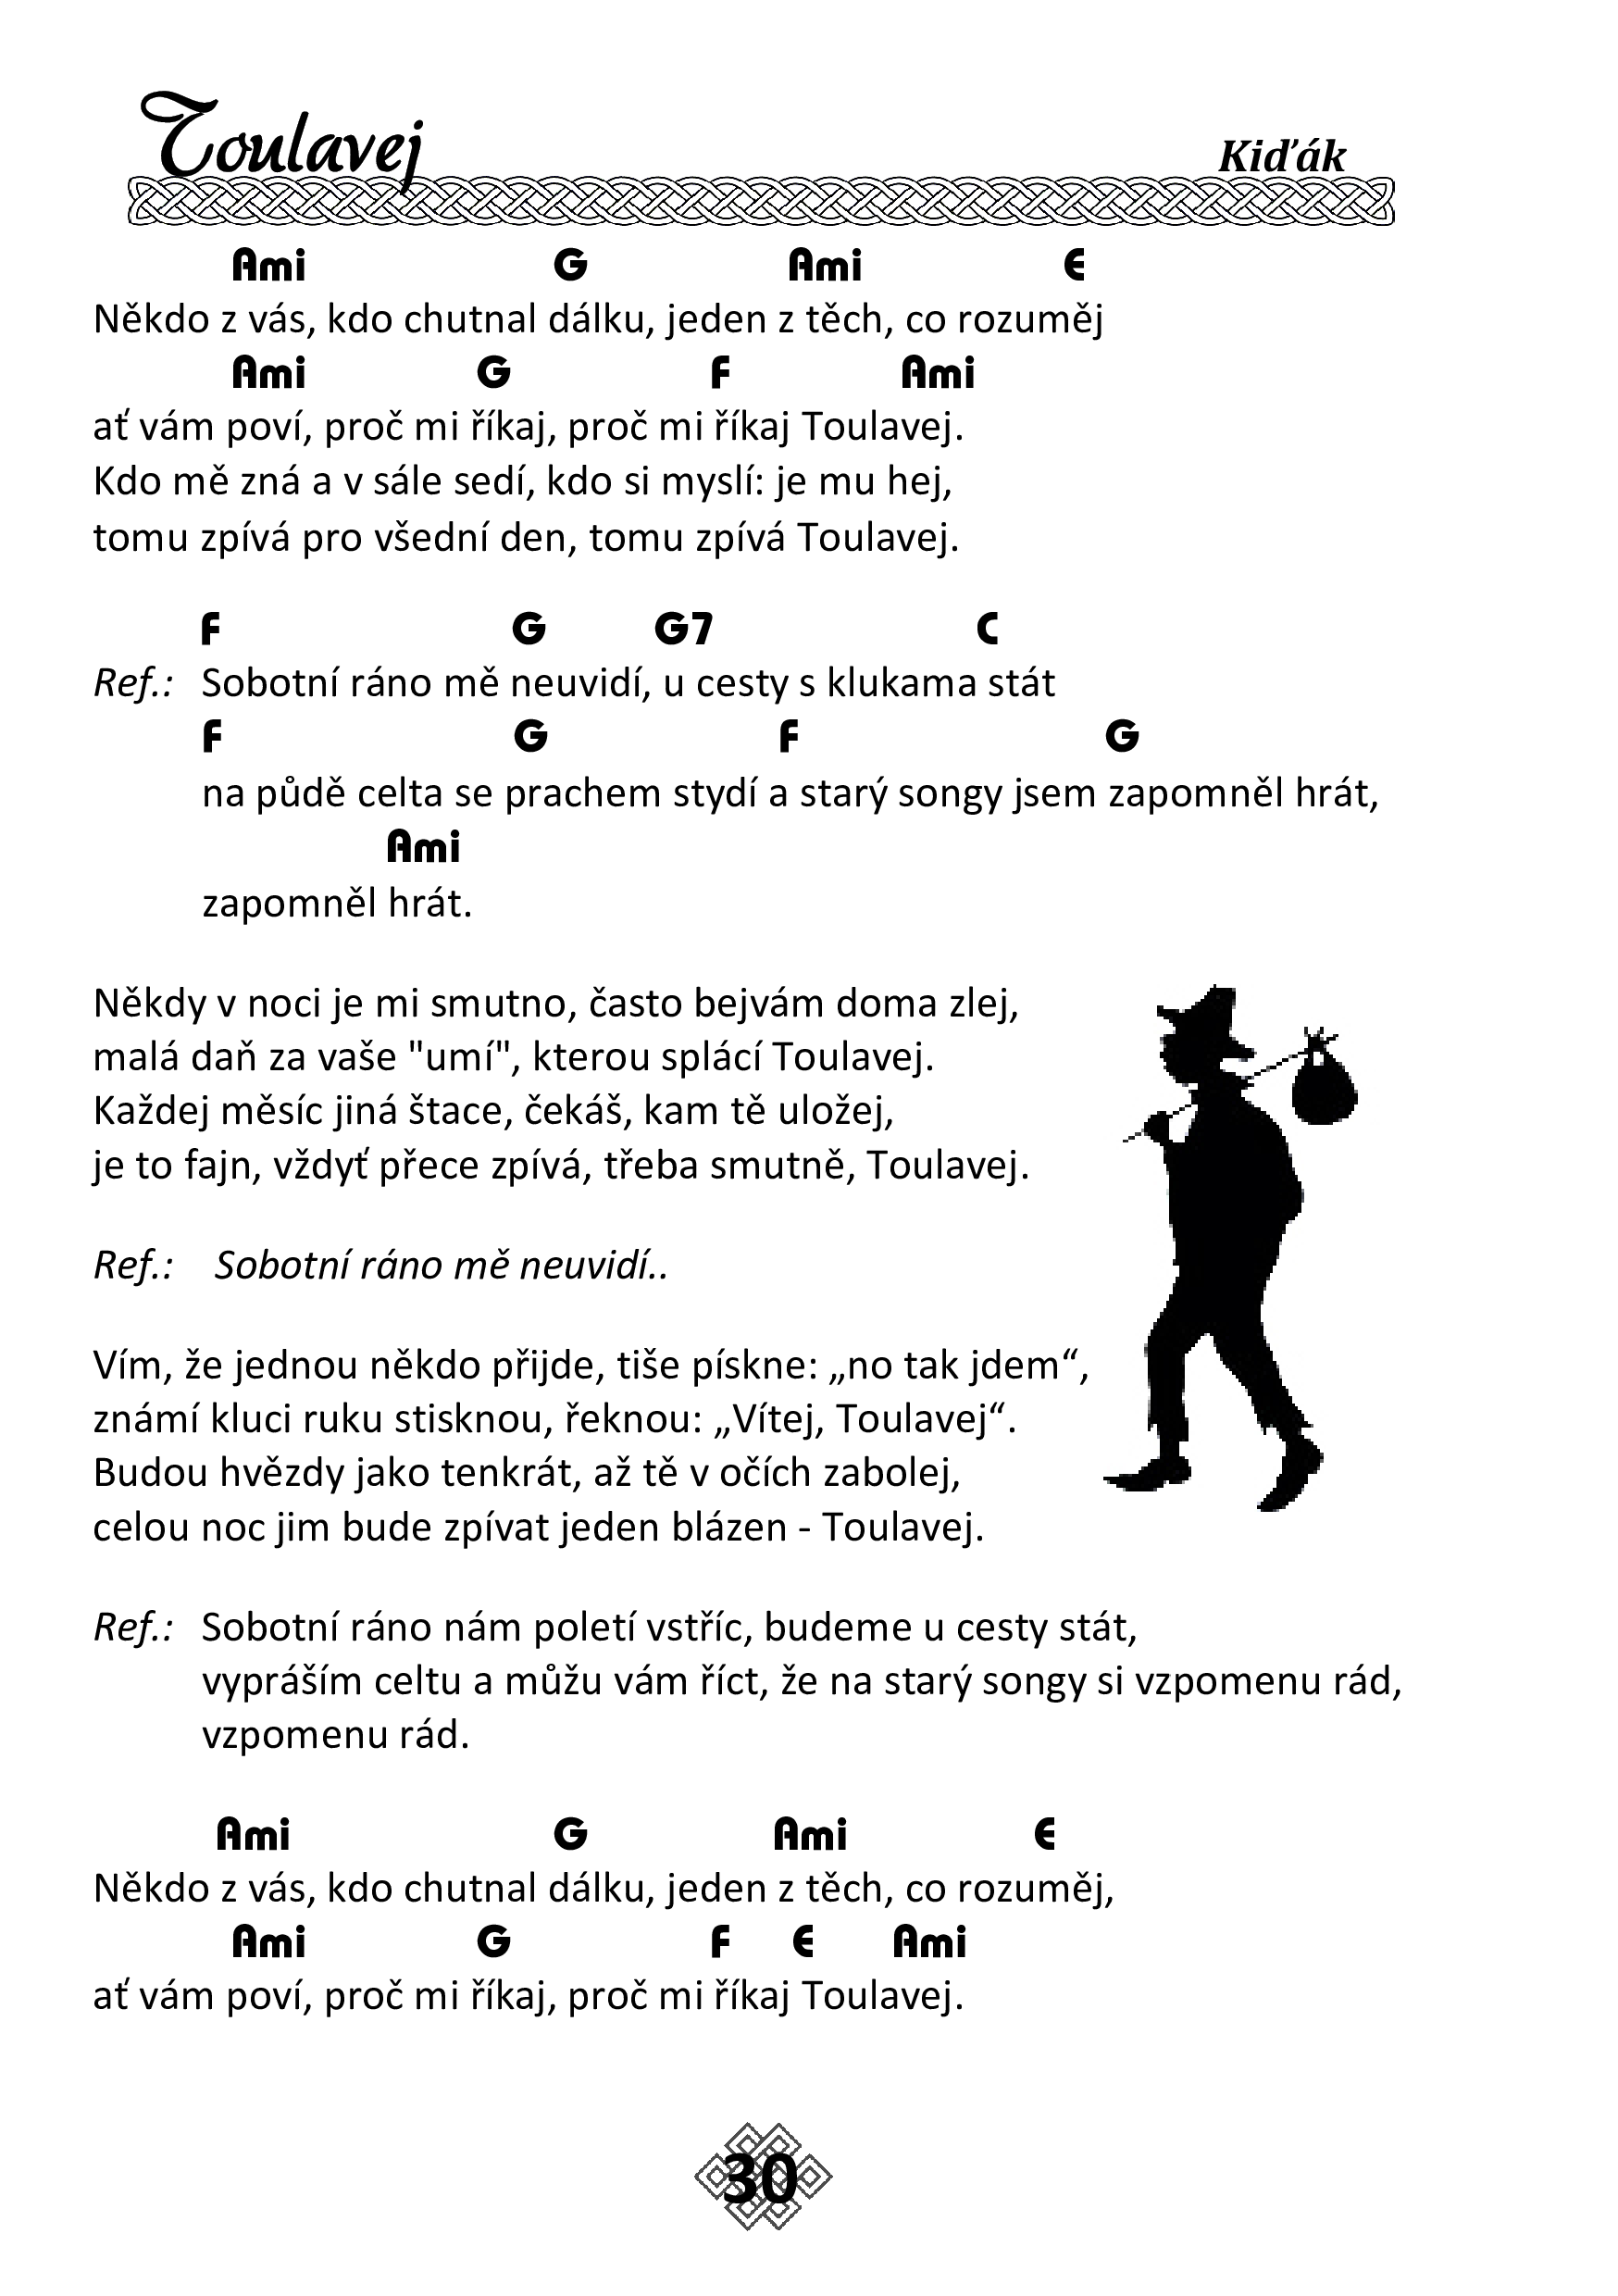 Toulavej
Kiďák
Ami G Ami E
Někdo z vás, kdo chutnal dálku, jeden z těch, co rozuměj
Ami G F Ami
ať vám poví, proč mi říkaj, proč mi říkaj Toulavej.
Kdo mě zná a v sále sedí, kdo si myslí: je mu hej,
tomu zpívá pro všední den, tomu zpívá Toulavej.
F G G7 C
Ref.: Sobotní ráno mě neuvidí, u cesty s klukama stát
F G F G
na půdě celta se prachem stydí a starý songy jsem zapomněl hrát,
Ami
zapomněl hrát.
Někdy v noci je mi smutno, často bejvám doma zlej,
malá daň za vaše "umí", kterou splácí Toulavej.
Každej měsíc jiná štace, čekáš, kam tě uložej,
je to fajn, vždyť přece zpívá, třeba smutně, Toulavej.
Ref.: Sobotní ráno mě neuvidí..
Vím, že jednou někdo přijde, tiše pískne: „no tak jdem“,
známí kluci ruku stisknou, řeknou: „Vítej, Toulavej“.
Budou hvězdy jako tenkrát, až tě v očích zabolej,
celou noc jim bude zpívat jeden blázen - Toulavej.
Ref.: Sobotní ráno nám poletí vstříc, budeme u cesty stát,
vypráším celtu a můžu vám říct, že na starý songy si vzpomenu rád,
vzpomenu rád.
Ami G Ami E
Někdo z vás, kdo chutnal dálku, jeden z těch, co rozuměj,
Ami G F E Ami
ať vám poví, proč mi říkaj, proč mi říkaj Toulavej.
30